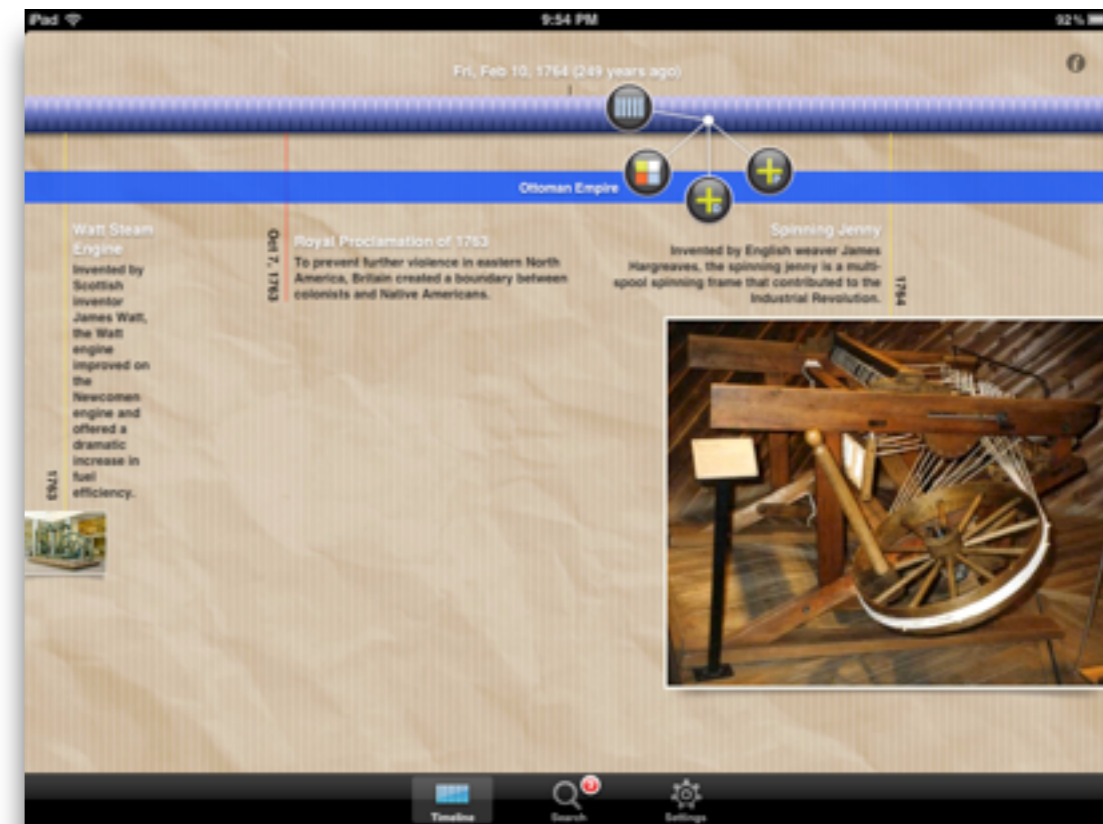 iPad 9:54 PM 92%
Fri, Feb 10, 1764 (249 years ago)
Ottoman Empire
Watt Steam
Engine
Invented by
Scottish
inventor
James Watt,
the Watt
engine
improved on
the
Newcomen
engine and
offered a
dramatic
increase in
fuel
efficiency.
1763
Oct 7, 1763
Royal Proclamation of 1763
To prevent further violence in eastern North
America, Britain created a boundary between
colonists and Native Americans.
Spinning Jenny
Invented by English weaver James
Hargreaves, the spinning jenny is a multi-
spool spinning frame that contributed to the
Industrial Revolution.
1764
Timeline
Search
Settings